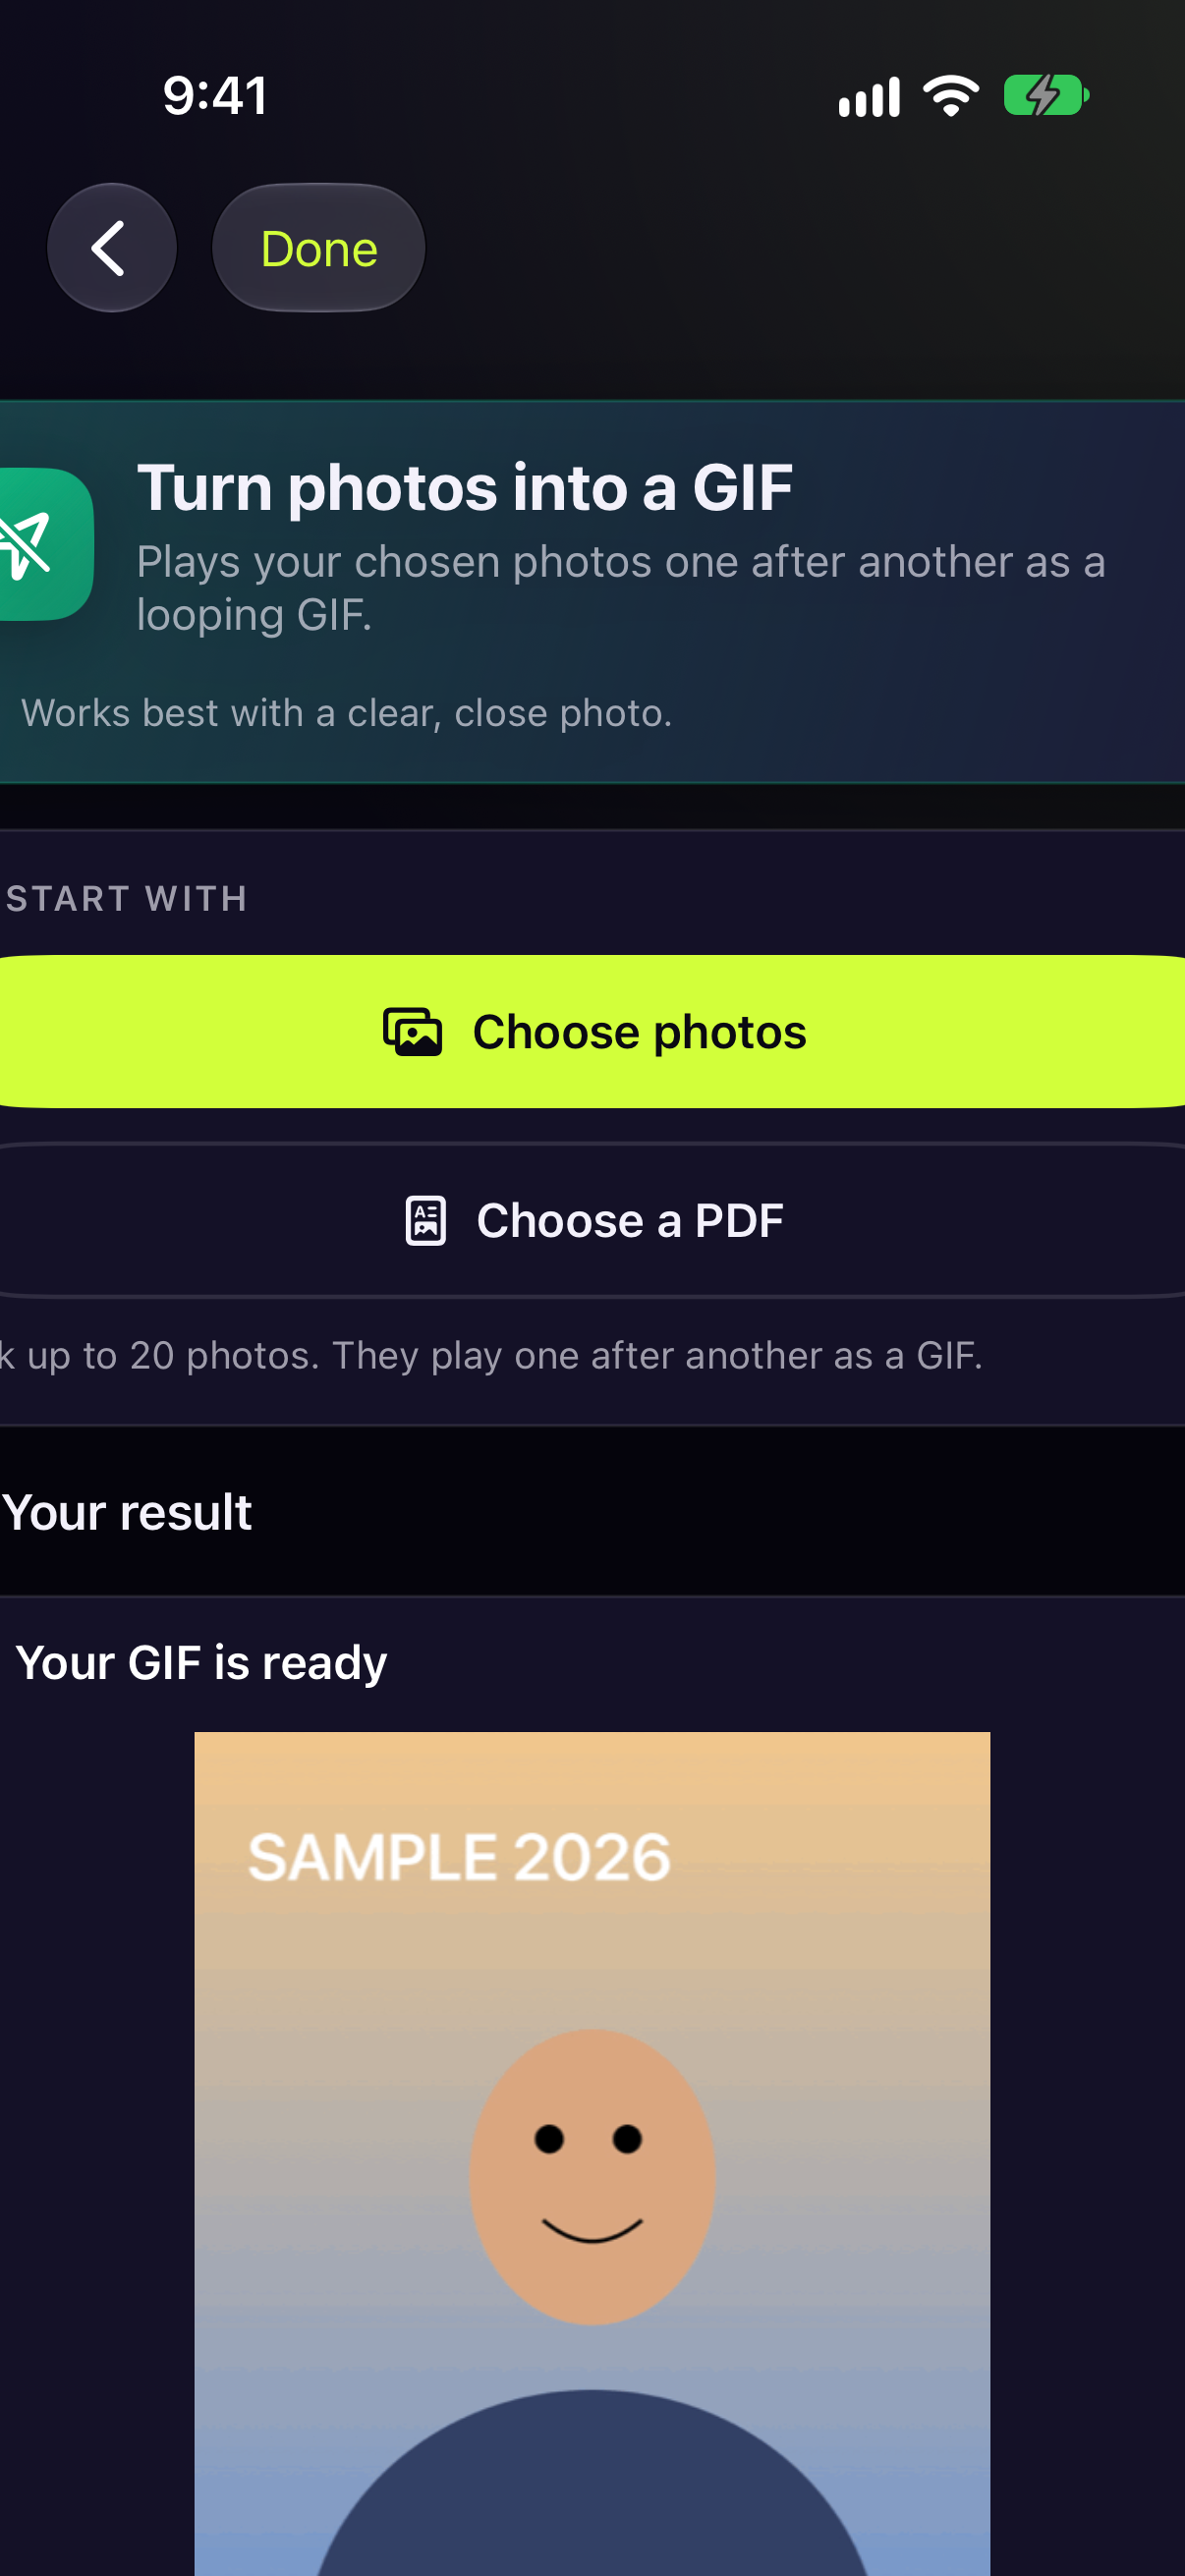 9:41
Done
Turn photos into a GIF
Plays your chosen photos one after another as a
looping GIF.
Works best with a clear, close photo.
START WITH
Choose photos
Choose a PDF
up to 20 photos. They play one after another as a GIF.
Your result
Your GIF is ready
SAMPLE 2026